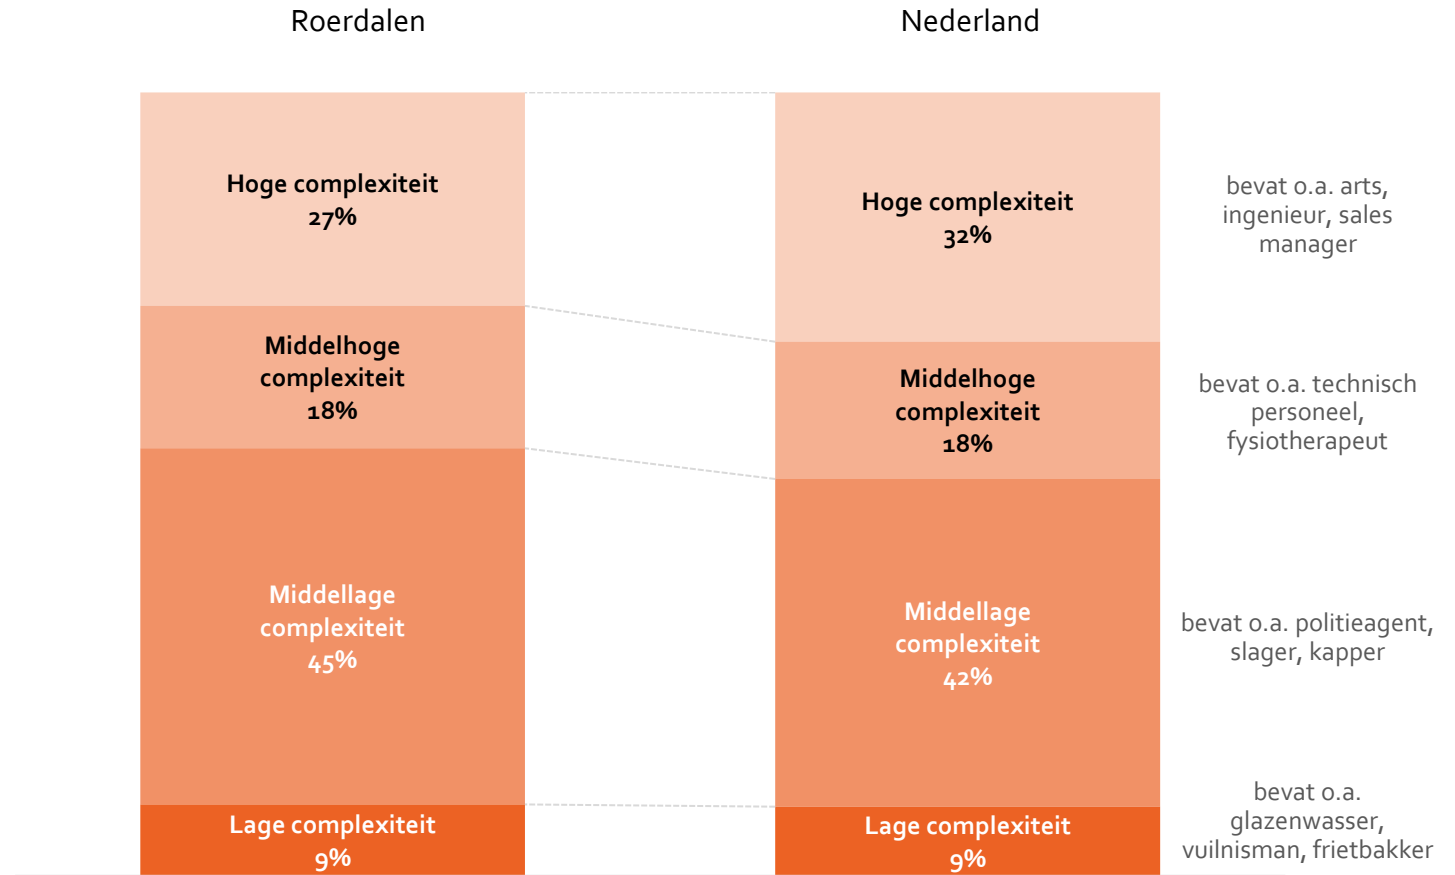 Roerdalen
Nederland
Hoge complexiteit
27%
Hoge complexiteit
32%
bevat o.a. arts,
ingenieur, sales
manager
Middelhoge
complexiteit
18%
Middelhoge
complexiteit
18%
bevat o.a. technisch
personeel,
fysiotherapeut
Middellage
complexiteit
45%
Middellage
complexiteit
42%
bevat o.a. politieagent,
slager, kapper
Lage complexiteit
9%
Lage complexiteit
9%
bevat o.a.
glazenwasser,
vuilnisman, frietbakker